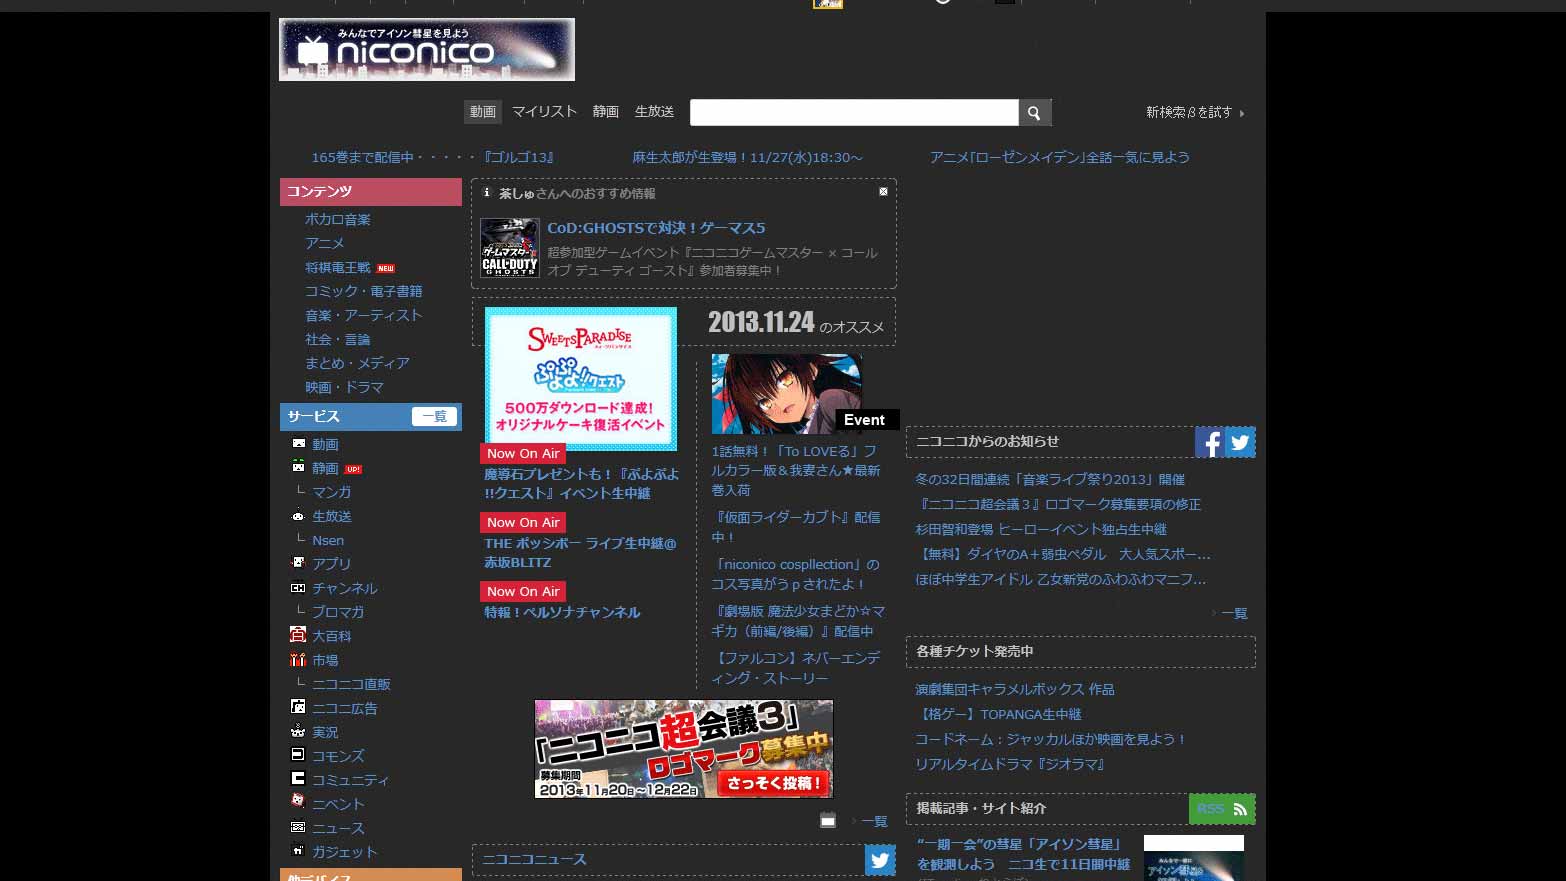 みんなでアイソン彗星を見よう
niconico
動画 マイリスト 静画 生放送
新検索βを試す
165巻まで配信中・・・・・『ゴルゴ13』
麻生太郎が生登場！11/27(水)18:30～
アニメ｢ローゼンメイデン｣全話一気に見よう
コンテンツ
ボカロ音楽
アニメ
将棋電王戦 NEW
コミック・電子書籍
音楽・アーティスト
社会・言論
まとめ・メディア
映画・ドラマ
サービス 一覧
動画
静画 UP!
└ マンガ
生放送
└ Nsen
アプリ
チャンネル
└ ブロマガ
大百科
市場
└ ニコニコ直販
ニコニ広告
実況
コモンズ
コミュニティ
ニベント
ニュース
ガジェット
他デバイス
茶しゅさんへのおすすめ情報
ゲームマスター
CALL DUTY
GHOSTS
CoD:GHOSTSで対決！ゲーマス5
超参加型ゲームイベント『ニコニコゲームマスター × コール
オブ デューティ ゴースト』参加者募集中！
2013.11.24 のオススメ
SWEETS PARADISE
ぷよぷよ!!クエスト
500万ダウンロード達成!
オリジナルケーキ復活イベント
Now On Air
魔導石プレゼントも！『ぷよぷよ
!!クエスト』イベント生中継
Now On Air
THE ポッシボー ライブ生中継@
赤坂BLITZ
Now On Air
特報！ペルソナチャンネル
Event
1話無料！「To LOVEる」フ
ルカラー版＆我妻さん★最新
巻入荷
『仮面ライダーカブト』配信
中！
「niconico cospllection」の
コス写真がうｐされたよ！
『劇場版 魔法少女まどか☆マ
ギカ（前編/後編）』配信中
【ファルコン】ネバーエンデ
ィング・ストーリー
「ニコニコ超会議3」
ロゴマーク募集中
募集期間
2013年11月20日～12月22日
さっそく投稿！
一覧
ニコニコニュース
ニコニコからのお知らせ
冬の32日間連続「音楽ライブ祭り2013」開催
『ニコニコ超会議３』ロゴマーク募集要項の修正
杉田智和登場 ヒーローイベント独占生中継
【無料】ダイヤのA＋弱虫ペダル　大人気スポー...
ほぼ中学生アイドル 乙女新党のふわふわマニフ...
一覧
各種チケット発売中
演劇集団キャラメルボックス 作品
【格ゲー】TOPANGA生中継
コードネーム：ジャッカルほか映画を見よう！
リアルタイムドラマ『ジオラマ』
掲載記事・サイト紹介 RSS
“一期一会”の彗星「アイソン彗星」
を観測しよう　ニコ生で11日間中継
みんなで一緒に
アイソン彗星